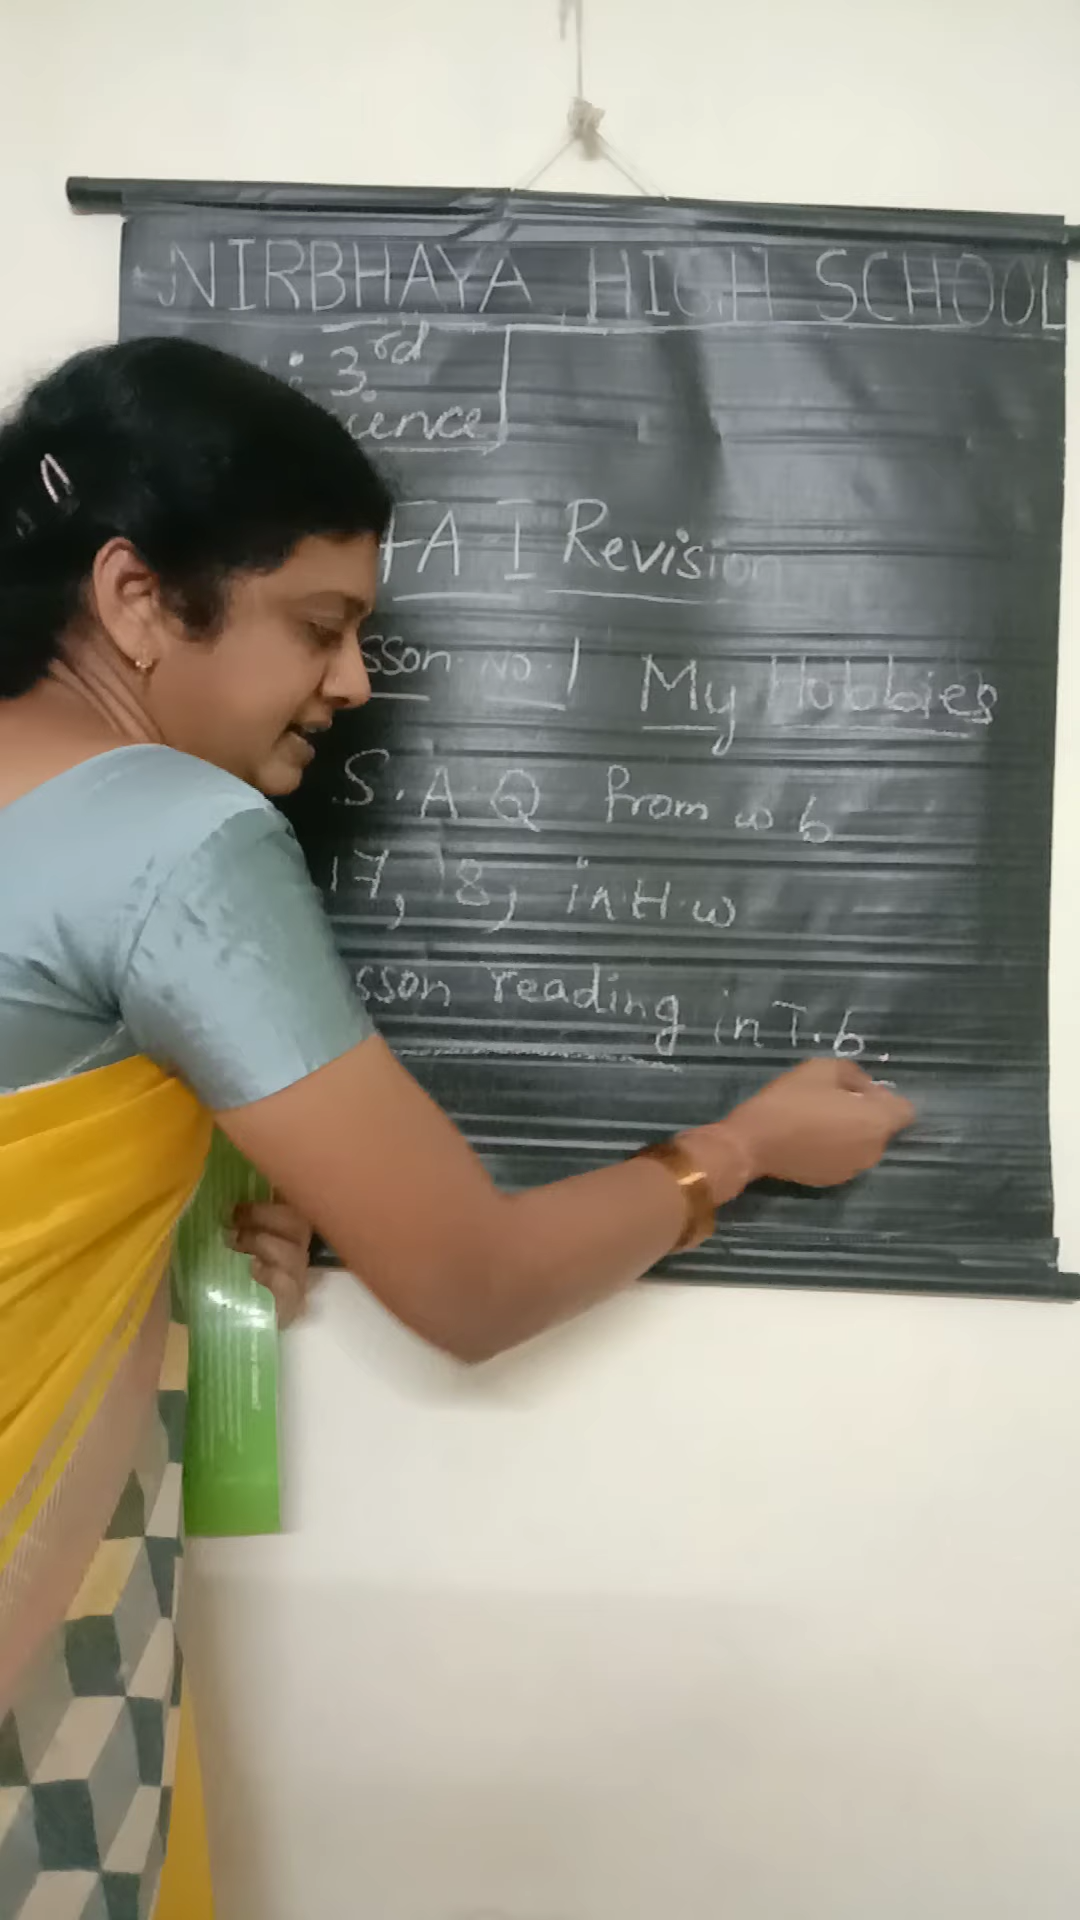 NIRBHAYA HIGH SCHOOL
: 3rd
ience
FA I Revision
sson No. 1 My Hobbies
S.A.Q From w b
17, 18, in H.w
sson reading in T.b.